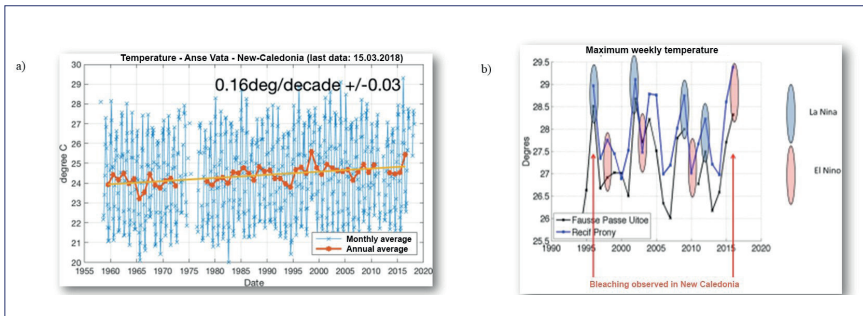 a)
Temperature - Anse Vata - New-Caledonia (last data: 15.03.2018)
0.16deg/decade +/-0.03
degree C
30
29
28
27
26
25
24
23
22
21
20
Monthly average
Annual average
1955 1960 1965 1970 1975 1980 1985 1990 1995 2000 2005 2010 2015 2020
Date
b)
Maximum weekly temperature
Degres
29.5
29
28.5
28
27.5
27
26.5
26
25.5
Fausse Passe Uitoe
Recif Prony
1990 1995 2000 2005 2010 2015 2020
Bleaching observed in New Caledonia
La Nina
El Nino